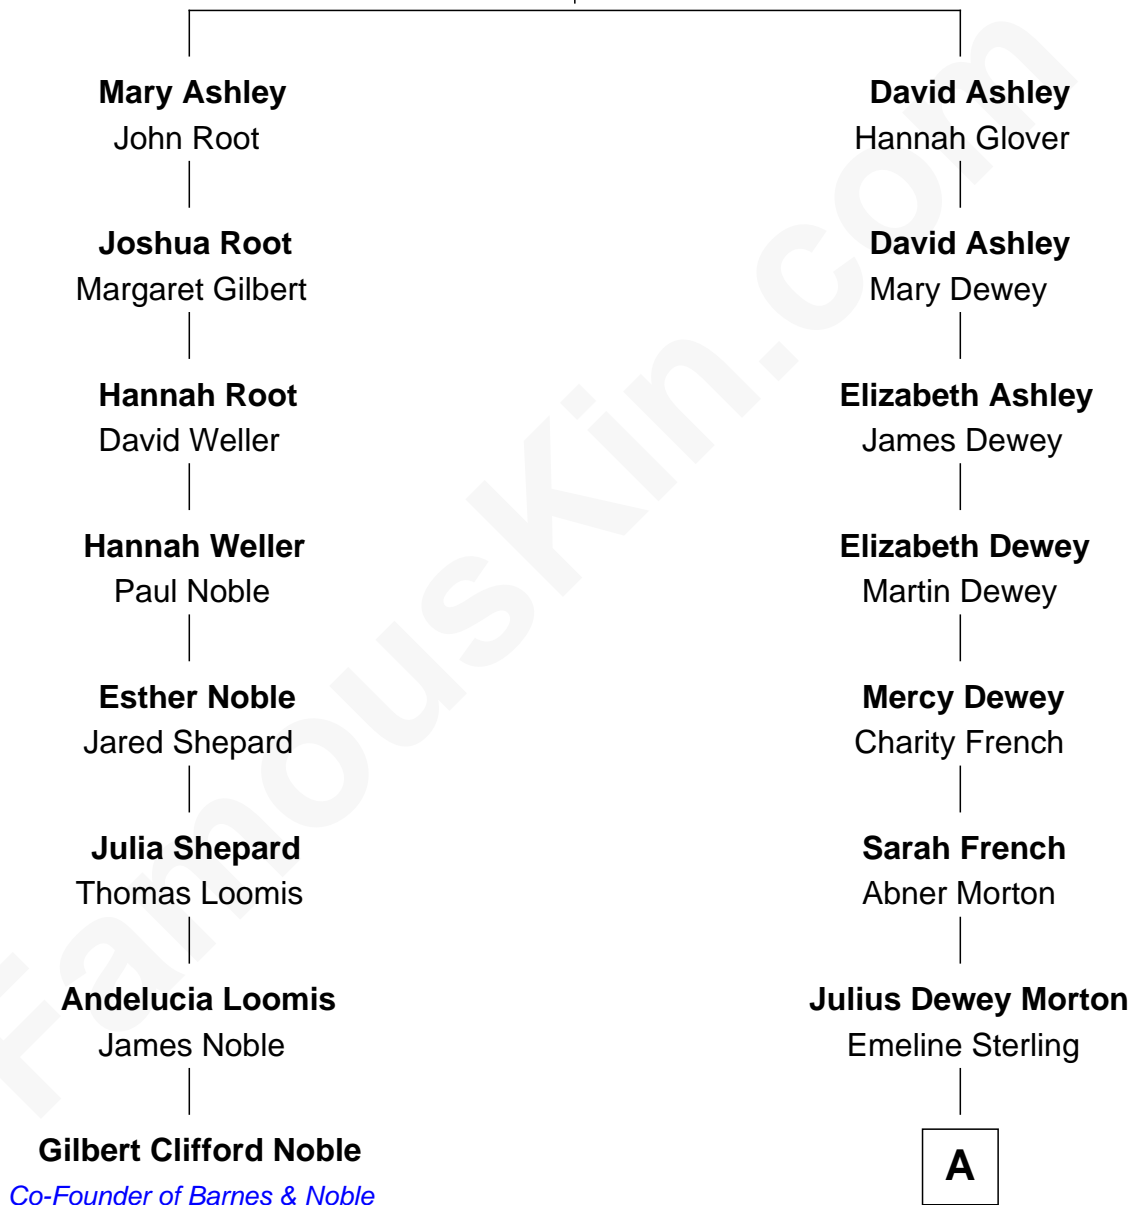 Mary Ashley
John Root
Joshua Root
Margaret Gilbert
Hannah Root
David Weller
Hannah Weller
Paul Noble
Esther Noble
Jared Shepard
Julia Shepard
Thomas Loomis
Andelucia Loomis
James Noble
Gilbert Clifford Noble
Co-Founder of Barnes & Noble
David Ashley
Hannah Glover
David Ashley
Mary Dewey
Elizabeth Ashley
James Dewey
Elizabeth Dewey
Martin Dewey
Mercy Dewey
Charity French
Sarah French
Abner Morton
Julius Dewey Morton
Emeline Sterling
A
FamousKin.com